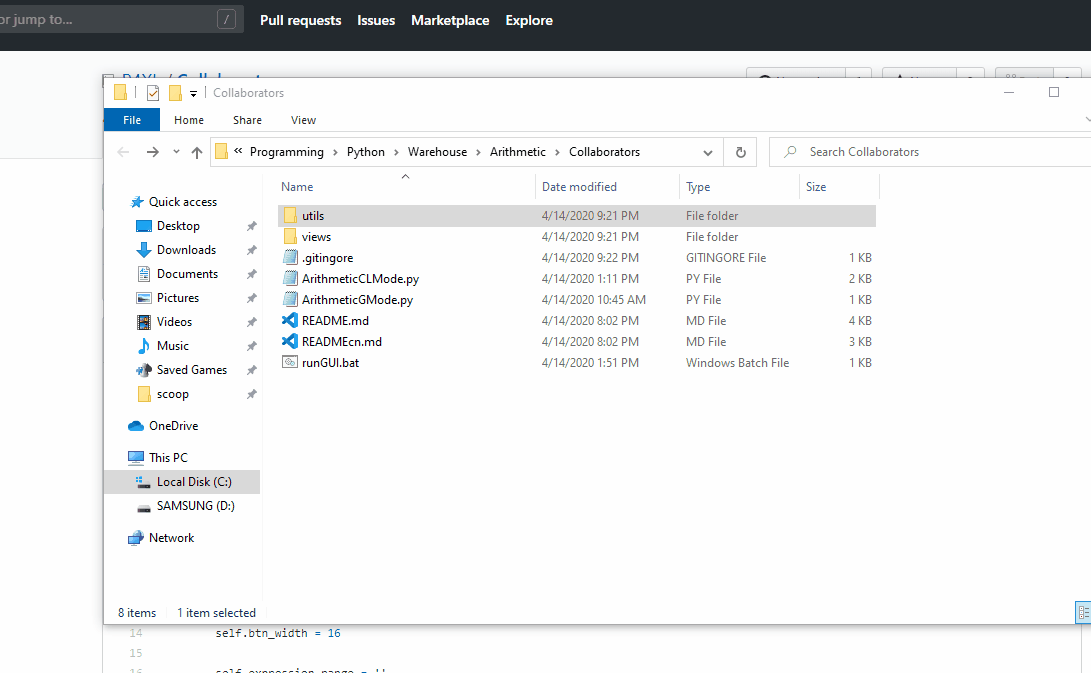 or jump to... / Pull requests Issues Marketplace Explore
Collaborators
File Home Share View
« Programming > Python > Warehouse > Arithmetic > Collaborators Search Collaborators
Name Date modified Type Size
Quick access
Desktop
Downloads
Documents
Pictures
Videos
Music
Saved Games
scoop
OneDrive
This PC
Local Disk (C:)
SAMSUNG (D:)
Network
utils 4/14/2020 9:21 PM File folder
views 4/14/2020 9:21 PM File folder
.gitingore 4/14/2020 9:22 PM GITINGORE File 1 KB
ArithmeticCLMode.py 4/14/2020 1:11 PM PY File 2 KB
ArithmeticGMode.py 4/14/2020 10:45 AM PY File 1 KB
README.md 4/14/2020 8:02 PM MD File 4 KB
READMEcn.md 4/14/2020 8:02 PM MD File 3 KB
runGUI.bat 4/14/2020 1:51 PM Windows Batch File 1 KB
8 items 1 item selected
14 self.btn_width = 16
15
16 self.expression_range = ''